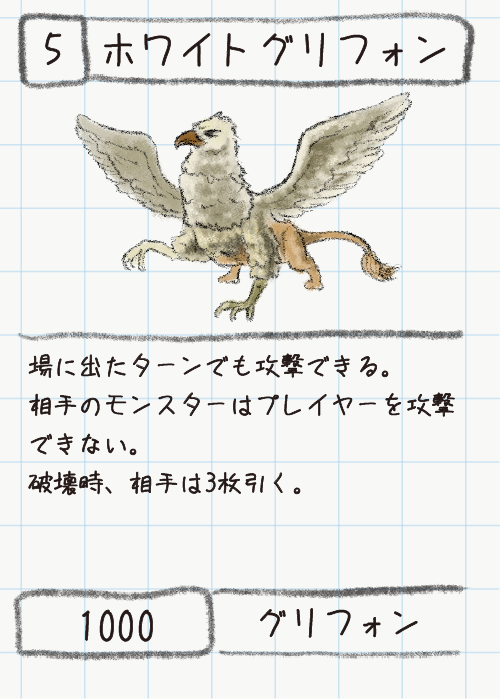 5 ホワイトグリフォン
場に出たターンでも攻撃できる。
相手のモンスターはプレイヤーを攻撃
できない。
破壊時、相手は3枚引く。
1000 グリフォン